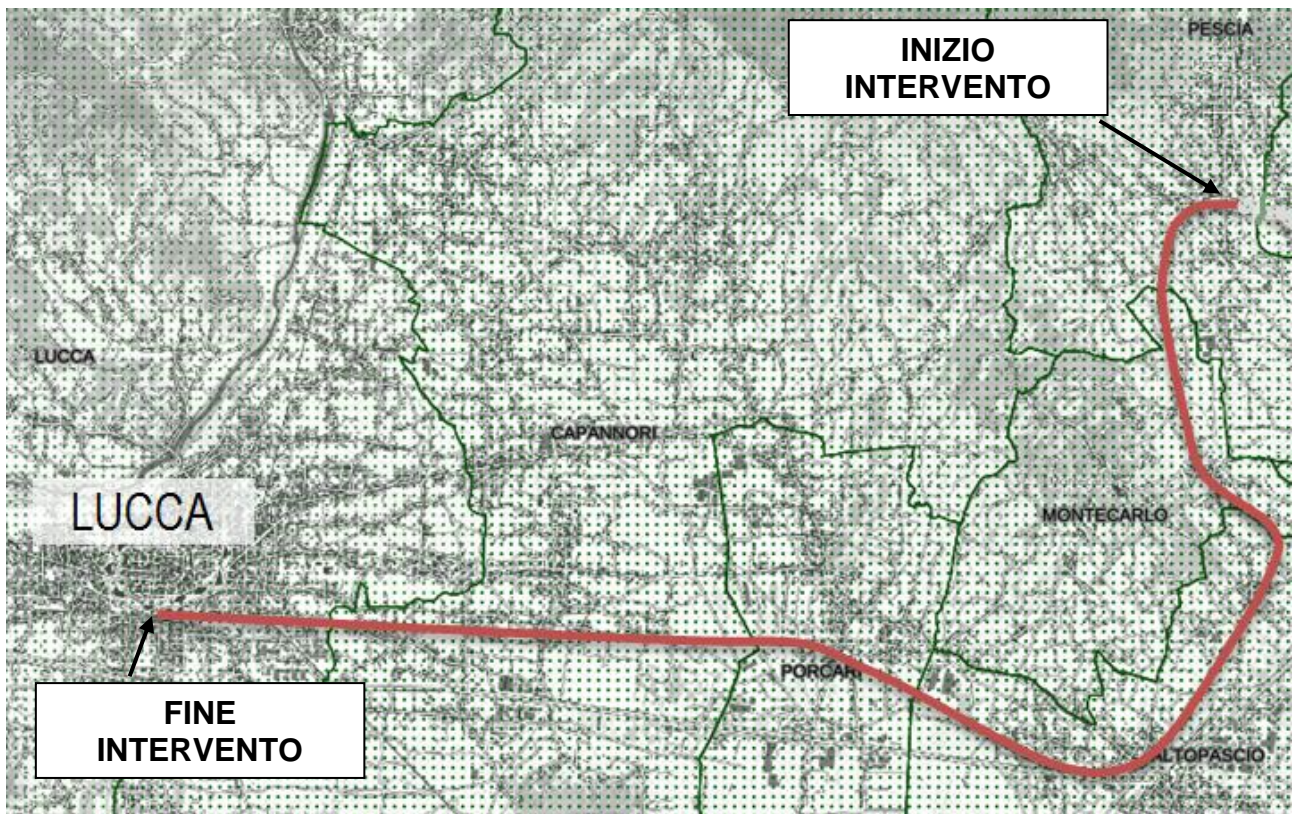 PESCIA
INIZIO
INTERVENTO
LUCCA
CAPANNORI
LUCCA
MONTECARLO
PORCARI
FINE
INTERVENTO
ALTOPASCIO